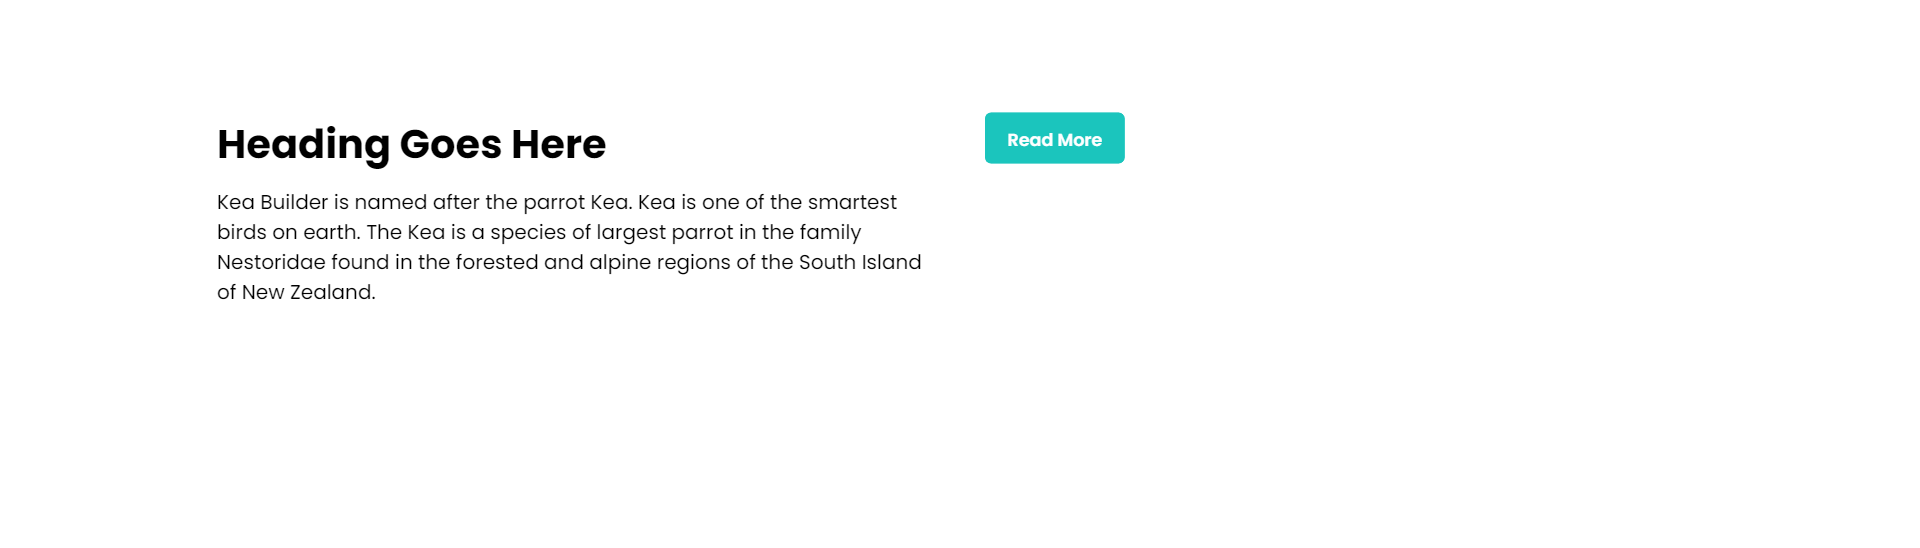 Heading Goes Here
Kea Builder is named after the parrot Kea. Kea is one of the smartest
birds on earth. The Kea is a species of largest parrot in the family
Nestoridae found in the forested and alpine regions of the South Island
of New Zealand.
Read More